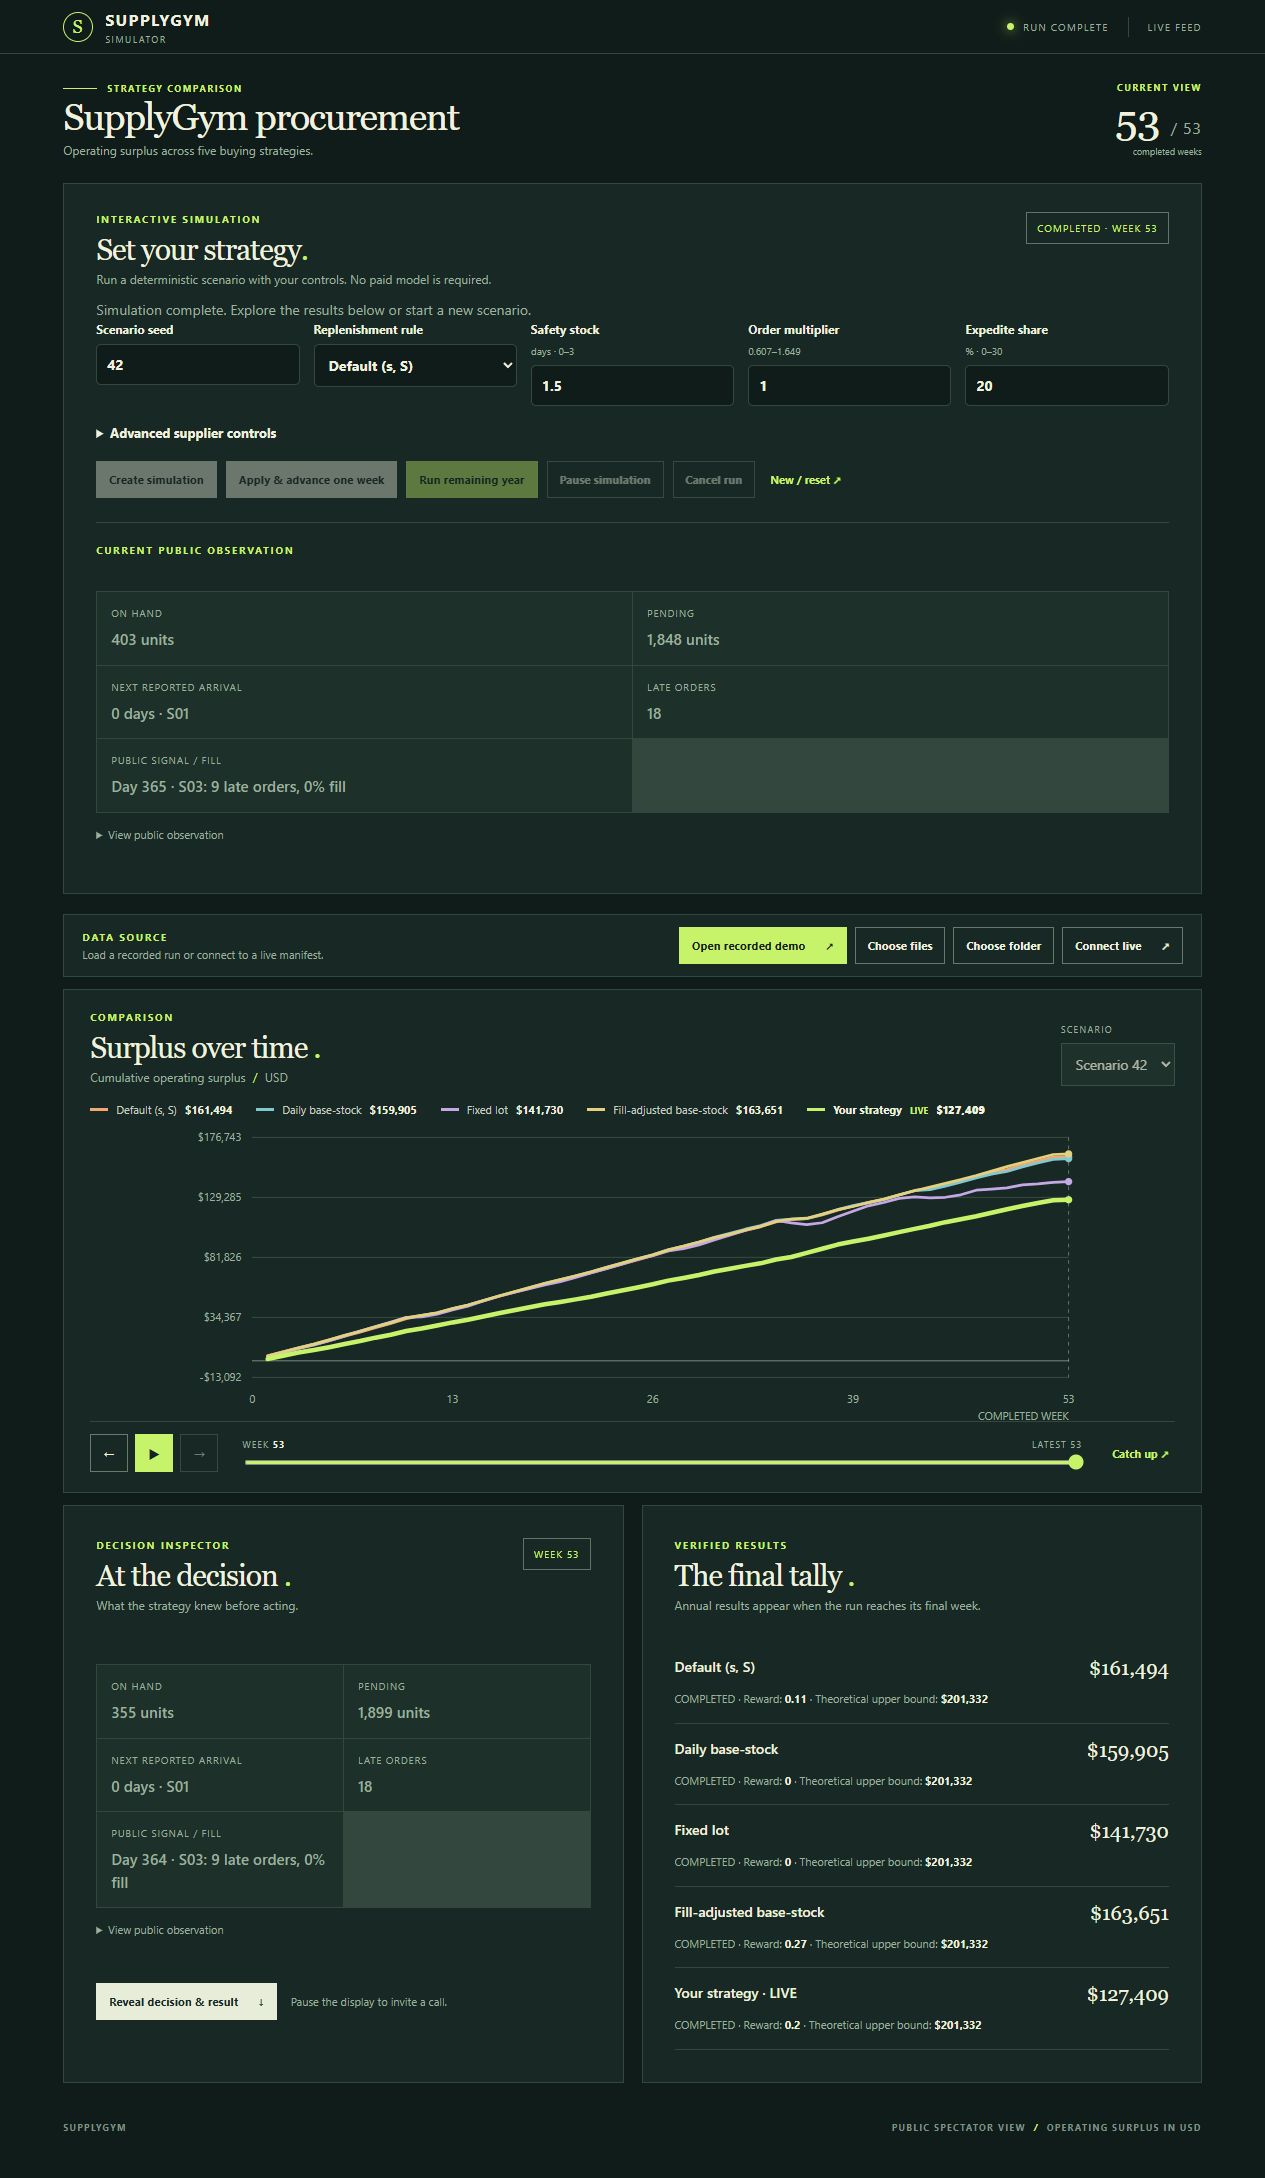 S
SUPPLYGYM
SIMULATOR
RUN COMPLETE
LIVE FEED
STRATEGY COMPARISON
SupplyGym procurement
Operating surplus across five buying strategies.
CURRENT VIEW
53 / 53
completed weeks
INTERACTIVE SIMULATION
Set your strategy.
Run a deterministic scenario with your controls. No paid model is required.
COMPLETED · WEEK 53
Simulation complete. Explore the results below or start a new scenario.
Scenario seed
42
Replenishment rule
Default (s, S)
Safety stock
days · 0–3
1.5
Order multiplier
0.607–1.649
1
Expedite share
% · 0–30
20
▶ Advanced supplier controls
Create simulation
Apply & advance one week
Run remaining year
Pause simulation
Cancel run
New / reset ↗
CURRENT PUBLIC OBSERVATION
ON HAND
403 units
PENDING
1,848 units
NEXT REPORTED ARRIVAL
0 days · S01
LATE ORDERS
18
PUBLIC SIGNAL / FILL
Day 365 · S03: 9 late orders, 0% fill
▶ View public observation
DATA SOURCE
Load a recorded run or connect to a live manifest.
Open recorded demo ↗
Choose files
Choose folder
Connect live ↗
COMPARISON
Surplus over time .
Cumulative operating surplus / USD
SCENARIO
Scenario 42
Default (s, S) $161,494
Daily base-stock $159,905
Fixed lot $141,730
Fill-adjusted base-stock $163,651
Your strategy LIVE $127,409
$176,743
$129,285
$81,826
$34,367
-$13,092
0 13 26 39 53
COMPLETED WEEK
← ▶ →
WEEK 53
LATEST 53
Catch up ↗
DECISION INSPECTOR
At the decision .
What the strategy knew before acting.
WEEK 53
ON HAND
355 units
PENDING
1,899 units
NEXT REPORTED ARRIVAL
0 days · S01
LATE ORDERS
18
PUBLIC SIGNAL / FILL
Day 364 · S03: 9 late orders, 0%
fill
▶ View public observation
Reveal decision & result ↓
Pause the display to invite a call.
VERIFIED RESULTS
The final tally .
Annual results appear when the run reaches its final week.
Default (s, S) $161,494
COMPLETED · Reward: 0.11 · Theoretical upper bound: $201,332
Daily base-stock $159,905
COMPLETED · Reward: 0 · Theoretical upper bound: $201,332
Fixed lot $141,730
COMPLETED · Reward: 0 · Theoretical upper bound: $201,332
Fill-adjusted base-stock $163,651
COMPLETED · Reward: 0.27 · Theoretical upper bound: $201,332
Your strategy · LIVE $127,409
COMPLETED · Reward: 0.2 · Theoretical upper bound: $201,332
SUPPLYGYM
PUBLIC SPECTATOR VIEW / OPERATING SURPLUS IN USD